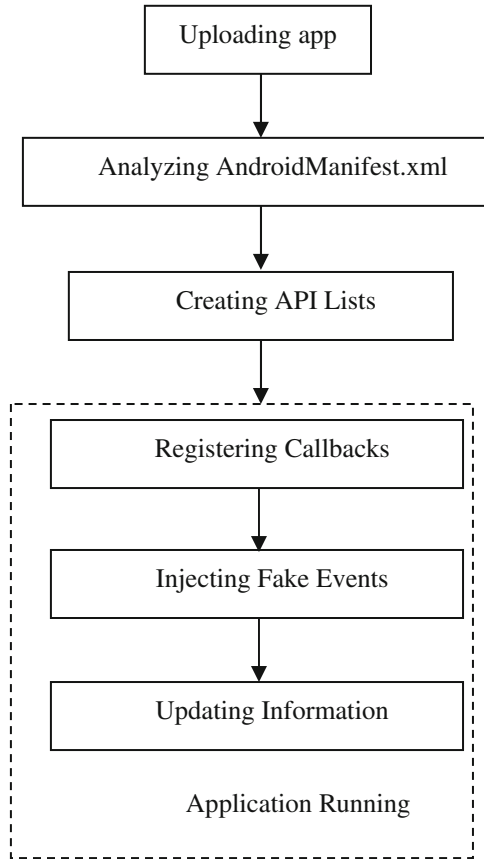 Uploading app
Analyzing AndroidManifest.xml
Creating API Lists
Registering Callbacks
Injecting Fake Events
Updating Information
Application Running